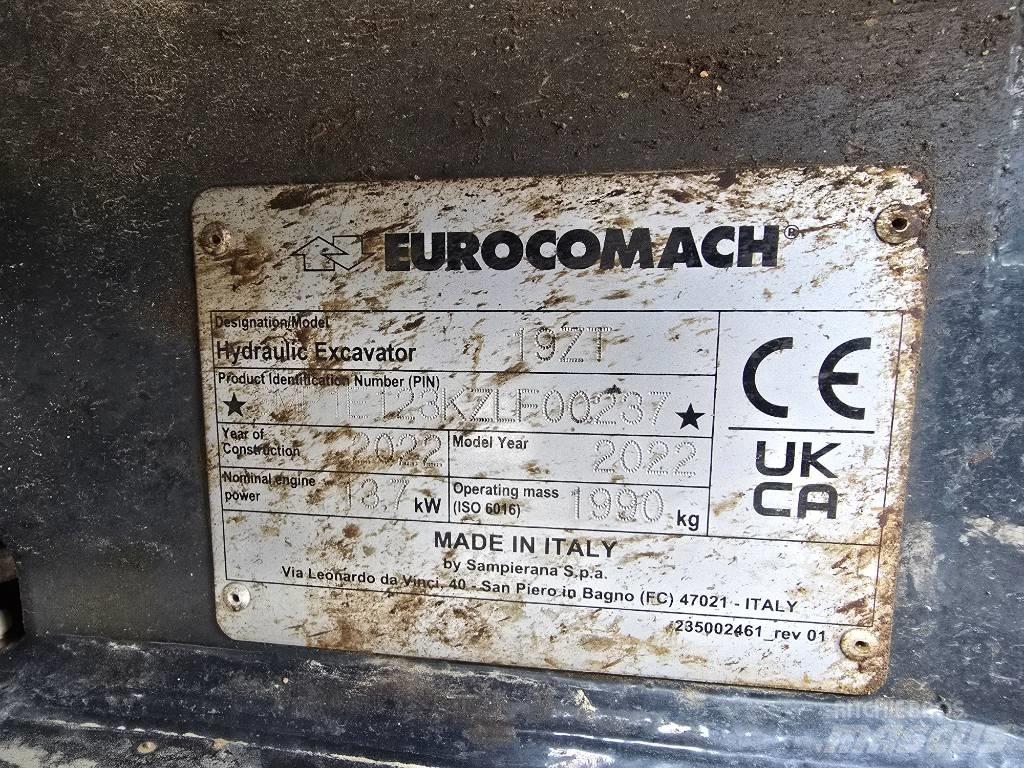 EUROCOMACH®
Designation/Model
Hydraulic Excavator 19ZT
Product Identification Number (PIN)
Year of Construction 2022 Model Year 2022
Nominal engine power 13.7 kW Operating mass (ISO 6016) 1990 kg
CE
UK
CA
MADE IN ITALY
by Sampierana S.p.a.
Via Leonardo da Vinci, 40 - San Piero in Bagno (FC) 47021 - ITALY
235002461_rev 01